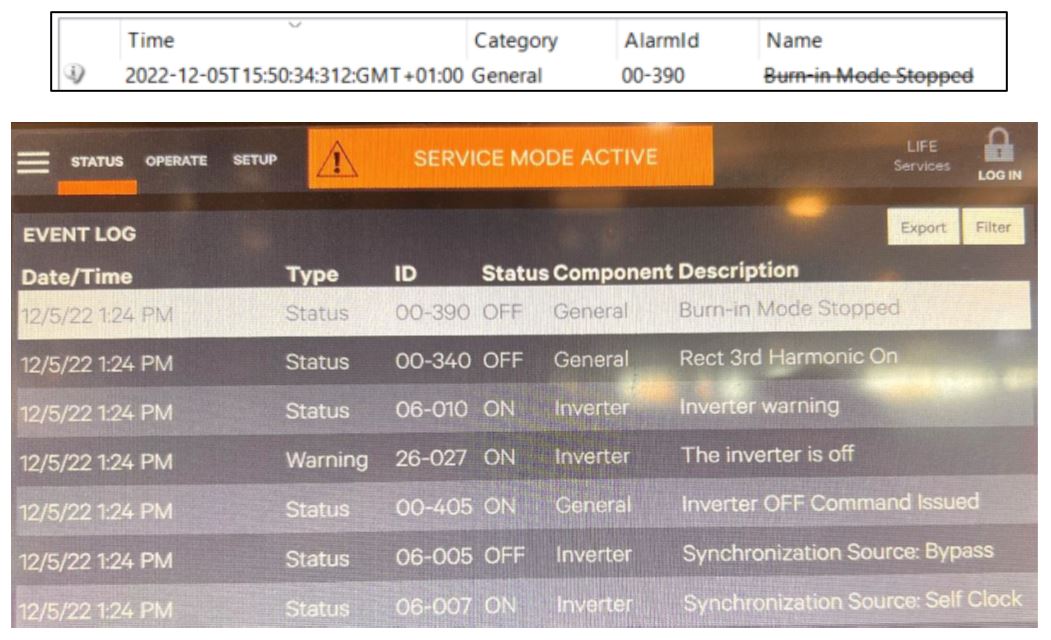 Time Category AlarmId Name
2022-12-05T15:50:34:312:GMT+01:00 General 00-390 Burn-in Mode Stopped
STATUS OPERATE SETUP SERVICE MODE ACTIVE LIFE Services LOG IN
EVENT LOG Export Filter
Date/Time Type ID Status Component Description
12/5/22 1:24 PM Status 00-390 OFF General Burn-in Mode Stopped
12/5/22 1:24 PM Status 00-340 OFF General Rect 3rd Harmonic On
12/5/22 1:24 PM Status 06-010 ON Inverter Inverter warning
12/5/22 1:24 PM Warning 26-027 ON Inverter The inverter is off
12/5/22 1:24 PM Status 00-405 ON General Inverter OFF Command Issued
12/5/22 1:24 PM Status 06-005 OFF Inverter Synchronization Source: Bypass
12/5/22 1:24 PM Status 06-007 ON Inverter Synchronization Source: Self Clock